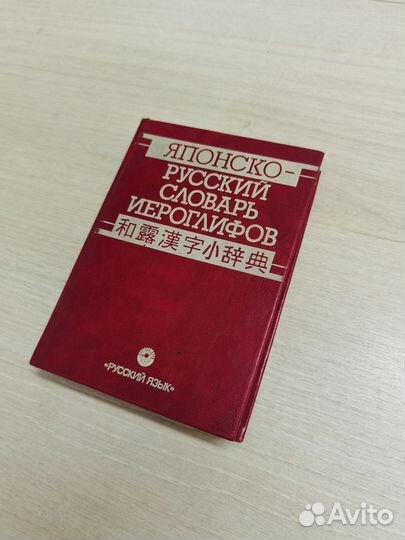 ЯПОНСКО-
РУССКИЙ
СЛОВАРЬ
ИЕРОГЛИФОВ
和露漢字小辞典
«РУССКИЙ ЯЗЫК»
Avito